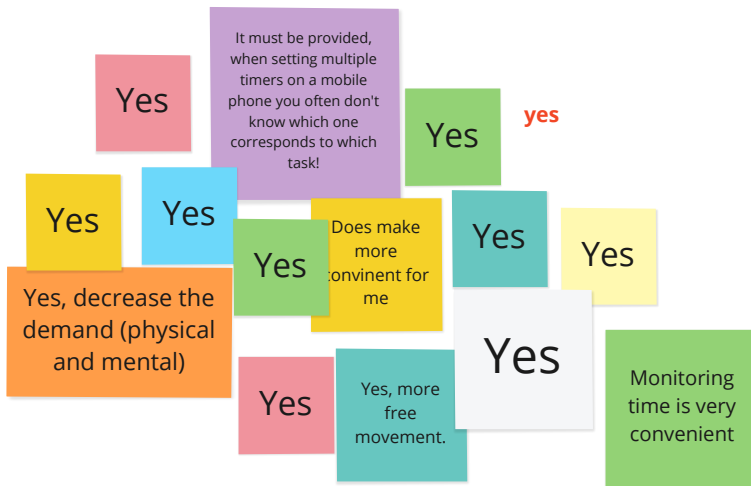 It must be provided,
when setting multiple
timers on a mobile
phone you often don't
know which one
corresponds to which
task!
Yes
Yes
yes
Yes
Yes
Yes
Does make
more
convinent for
me
Yes
Yes
Yes, decrease the
demand (physical
and mental)
Yes
Yes
Yes, more
free
movement.
Monitoring
time is very
convenient